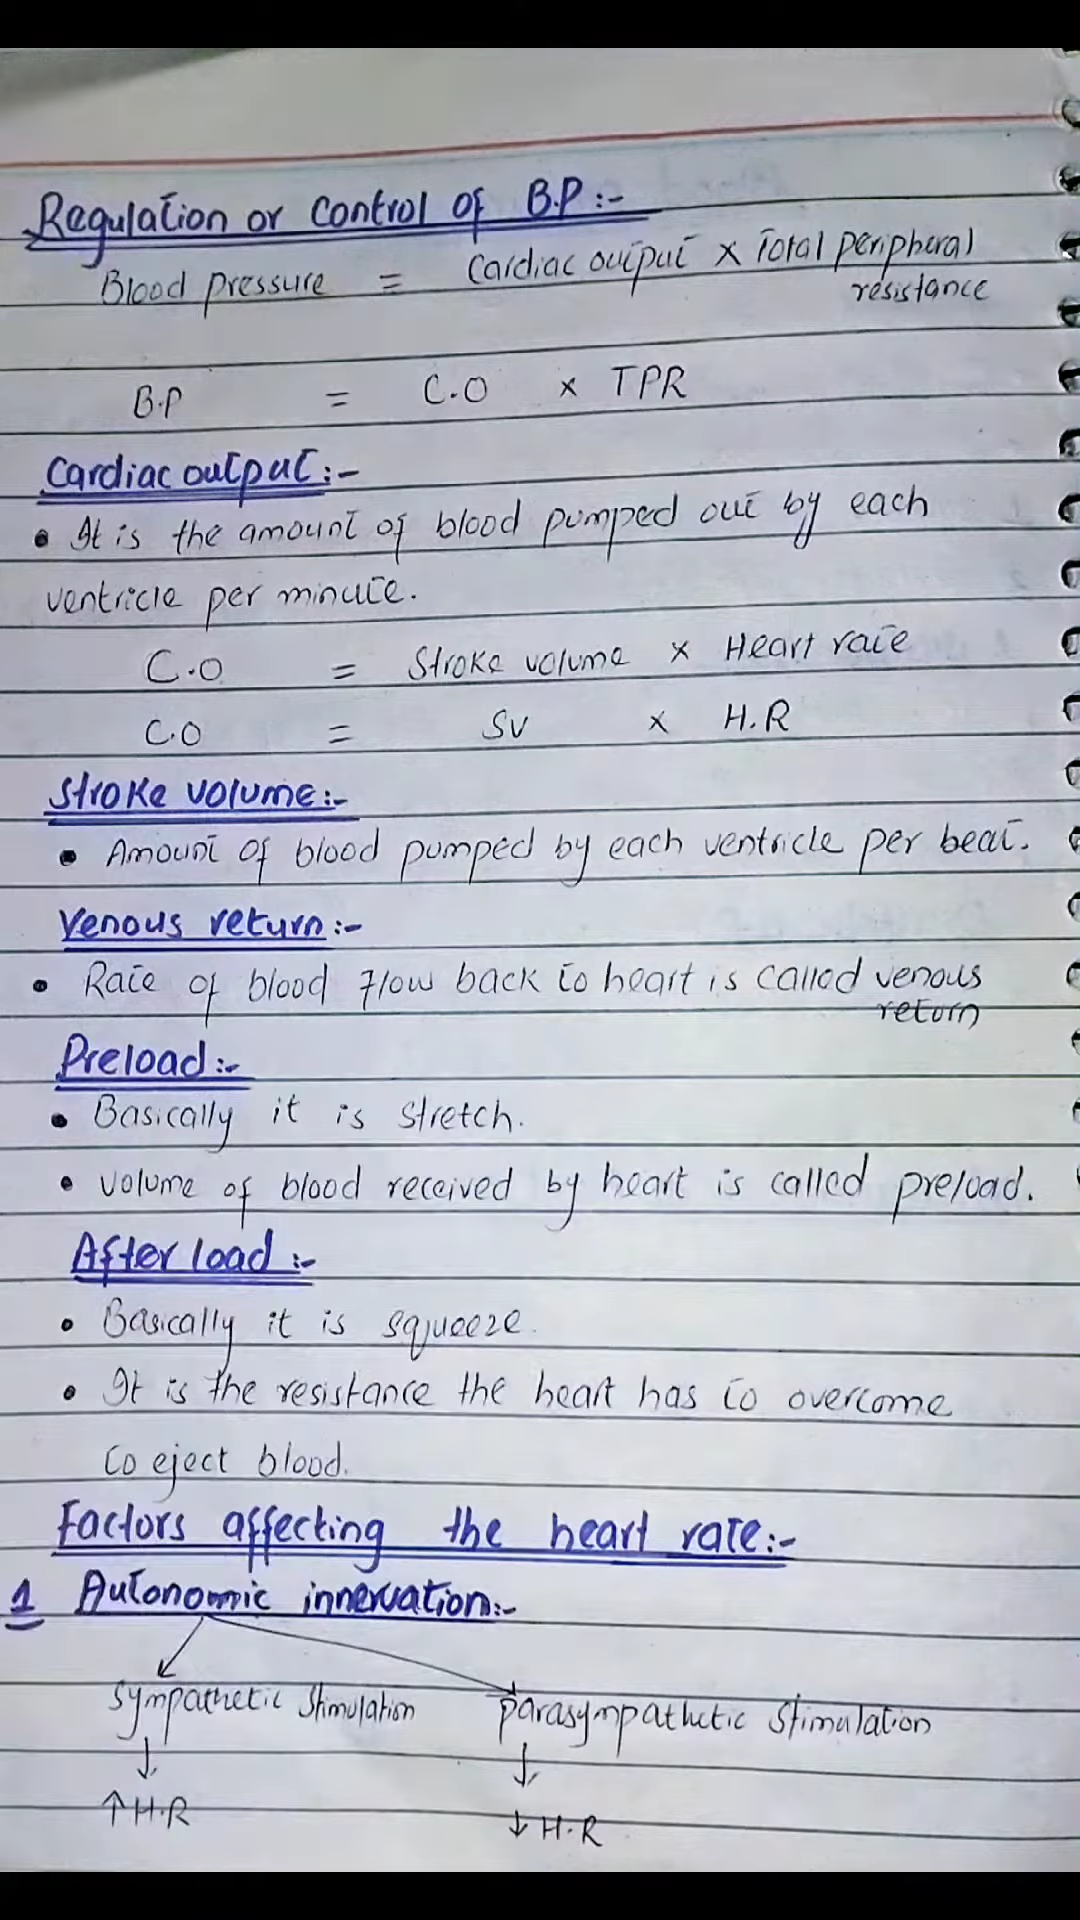 Regulation or control of B.P :-
Blood pressure = Cardiac output × Total peripheral
resistance
B.P = C.O × TPR
Cardiac output :-
• It is the amount of blood pumped out by each
ventricle per minute.
C.O = Stroke volume × Heart rate
C.O = SV × H.R
Stroke volume :-
• Amount of blood pumped by each ventricle per beat.
Venous return :-
• Rate of blood flow back to heart is called venous
return
Preload :-
• Basically it is stretch.
• volume of blood received by heart is called preload.
After load :-
• Basically it is squeeze.
• It is the resistance the heart has to overcome
to eject blood.
Factors affecting the heart rate :-
1 Autonomic innervation :-
Sympathetic Stimulation parasympathetic Stimulation
↓ ↓
↑ H.R ↓ H.R